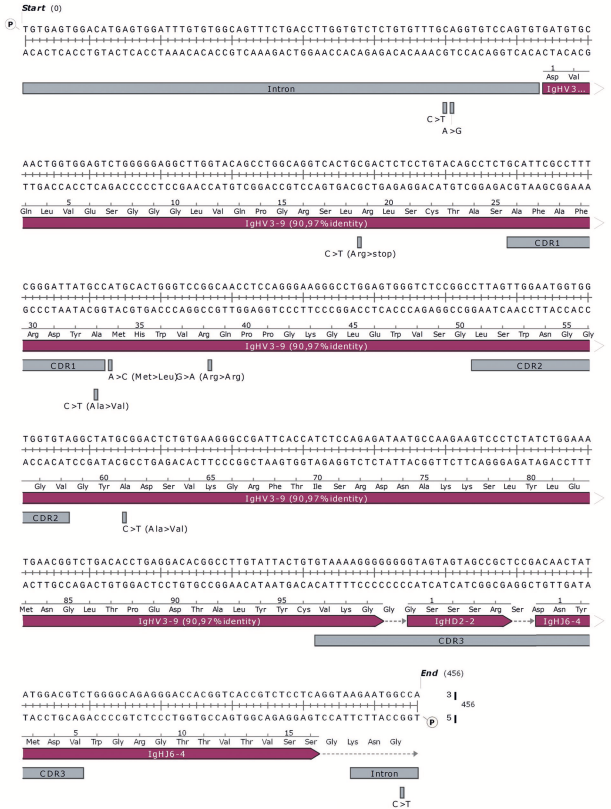 Start (0)
P
TGTGAGTGGACATGAGTGGATTTGTGTGGCAGTTTCTGACCTTGGTGTCTCTGTGTTTGCAGGTGTCCAGTGTGATGTGC
ACACTCACCTGTACTCACCTAAACACACCGTCAAAGACTGGAACCACAGAGACACAAACGTCCACAGGTCACACTACACG
1
Asp Val
Intron IgHV3...
C>T
A>G
AACTGGTGGAGTCTGGGGGAGGCTTGGTACAGCCTGGCAGGTCACTGCGACTCTCCTGTACAGCCTCTGCATTCGCCTTT
TTGACCACCTCAGACCCCCTCCGAACCATGTCGGACCGTCCAGTGACGCTGAGAGGACATGTCGGAGACGTAAGCGGAAA
5 10 15 20 25
Gln Leu Val Glu Ser Gly Gly Gly Leu Val Gln Pro Gly Arg Ser Leu Arg Leu Ser Cys Thr Ala Ser Ala Phe Ala Phe
IgHV3-9 (90,97%identity)
CDR1
C>T (Arg>stop)
CGGGATTATGCCATGCACTGGGTCCGGCAACCTCCAGGGAAGGGCCTGGAGTGGGTCTCCGGCCTTAGTTGGAATGGTGG
GCCCTAATACGGTACGTGACCCAGGCCGTTGGAGGTCCCTTCCCGGACCTCACCCAGAGGCCGGAATCAACCTTACCACC
30 35 40 45 50 55
Arg Asp Tyr Ala Met His Trp Val Arg Gln Pro Pro Gly Lys Gly Leu Glu Trp Val Ser Gly Leu Ser Trp Asn Gly Gly
IgHV3-9 (90,97%identity)
CDR1 CDR2
A>C (Met>Leu) G>A (Arg>Arg)
C>T (Ala>Val)
TGGTGTAGGCTATGCGGACTCTGTGAAGGGCCGATTCACCATCTCCAGAGATAATGCCAAGAAGTCCCTCTATCTGGAAA
ACCACATCCGATACGCCTGAGACACTTCCCGGCTAAGTGGTAGAGGTCTCTATTACGGTTCTTCAGGGAGATAGACCTTT
60 65 70 75 80
Gly Val Gly Tyr Ala Asp Ser Val Lys Gly Arg Phe Thr Ile Ser Arg Asp Asn Ala Lys Lys Ser Leu Tyr Leu Glu
IgHV3-9 (90,97%identity)
CDR2
C>T (Ala>Val)
TGAACGGTCTGACACCTGAGGACACGGCCTTGTATTACTGTGTAAAAGGGGGGGGTAGTAGTAGCCGCTCCGACAACTAT
ACTTGCCAGACTGTGGACTCCTGTGCCGGAACATAATGACACATTTTCCCCCCCCATCATCATCGGCGAGGCTGTTGATA
85 90 95 1 1
Met Asn Gly Leu Thr Pro Glu Asp Thr Ala Leu Tyr Tyr Cys Val Lys Gly Gly Gly Ser Ser Ser Arg Ser Asp Asn Tyr
IgHV3-9 (90,97%identity) IgHD2-2 IgHJ6-4
CDR3
End (456)
ATGGACGTCTGGGGCAGAGGGACCACGGTCACCGTCTCCTCAGGTAAGAATGGCCA 3
456
TACCTGCAGACCCCGTCTCCCTGGTGCCAGTGGCAGAGGAGTCCATTCTTACCGGT P 5
5 10 15
Met Asp Val Trp Gly Arg Gly Thr Thr Val Thr Val Ser Ser Gly Lys Asn Gly
IgHJ6-4
CDR3 Intron
C>T